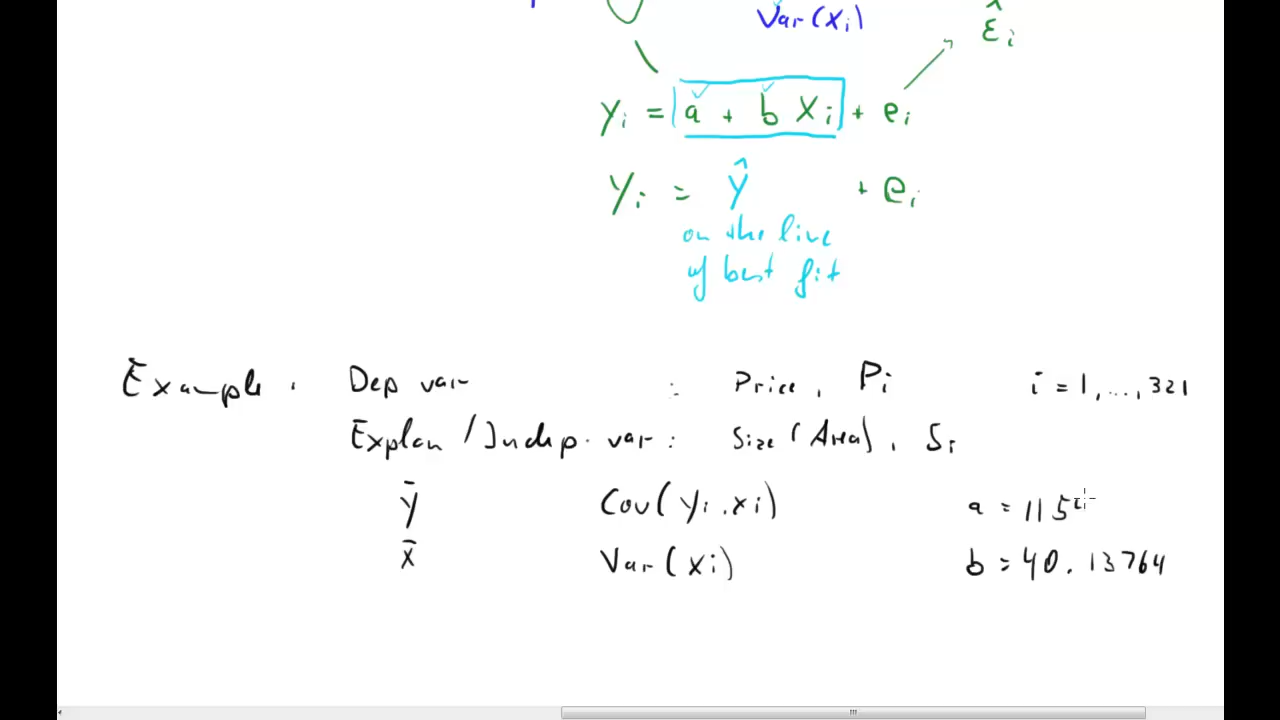 Var(xi)
ε̂i
yi = a + b xi + ei
yi = ŷ + ei
on the line
of best fit
Example : Dep var : Price , Pi i = 1, ..., 321
Explan / Indep. var : Size (Area) , Si
ȳ Cov( yi , xi ) a = 115
x̄ Var( xi ) b = 40.13764